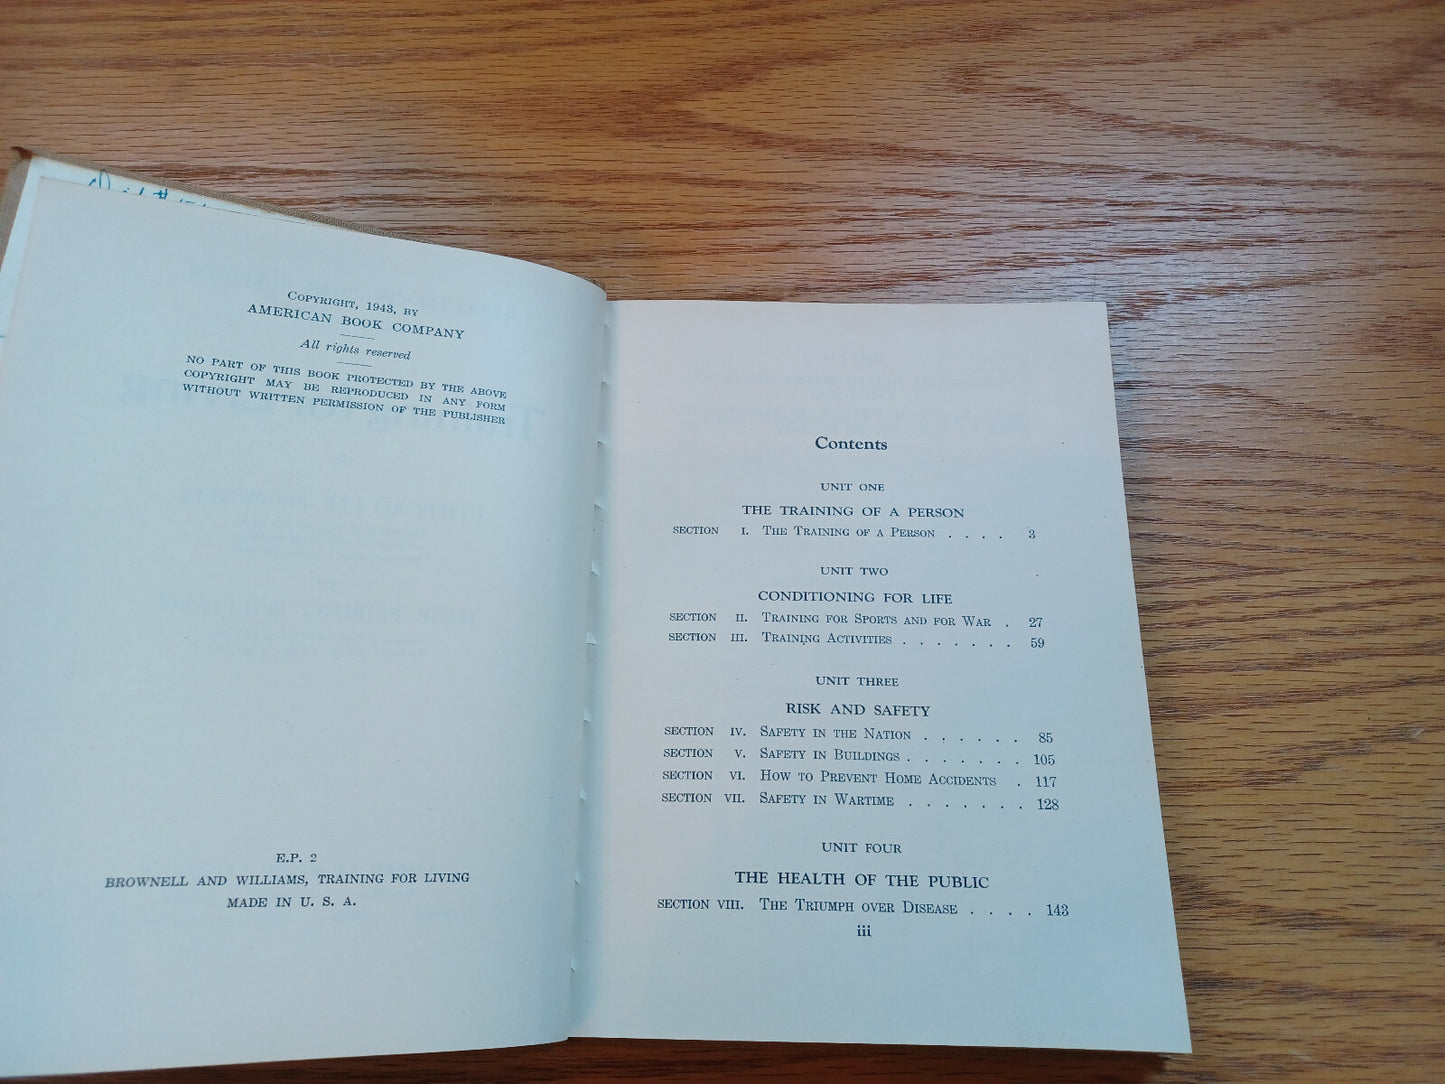 COPYRIGHT, 1943, BY
AMERICAN BOOK COMPANY
All rights reserved
NO PART OF THIS BOOK PROTECTED BY THE ABOVE
COPYRIGHT MAY BE REPRODUCED IN ANY FORM
WITHOUT WRITTEN PERMISSION OF THE PUBLISHER
E.P. 2
BROWNELL AND WILLIAMS, TRAINING FOR LIVING
MADE IN U. S. A.
Contents
UNIT ONE
THE TRAINING OF A PERSON
SECTION I. THE TRAINING OF A PERSON . . . . 3
UNIT TWO
CONDITIONING FOR LIFE
SECTION II. TRAINING FOR SPORTS AND FOR WAR . 27
SECTION III. TRAINING ACTIVITIES . . . . . . . 59
UNIT THREE
RISK AND SAFETY
SECTION IV. SAFETY IN THE NATION . . . . . . 85
SECTION V. SAFETY IN BUILDINGS . . . . . . . 105
SECTION VI. HOW TO PREVENT HOME ACCIDENTS . 117
SECTION VII. SAFETY IN WARTIME . . . . . . . 128
UNIT FOUR
THE HEALTH OF THE PUBLIC
SECTION VIII. THE TRIUMPH OVER DISEASE . . . . 143
iii